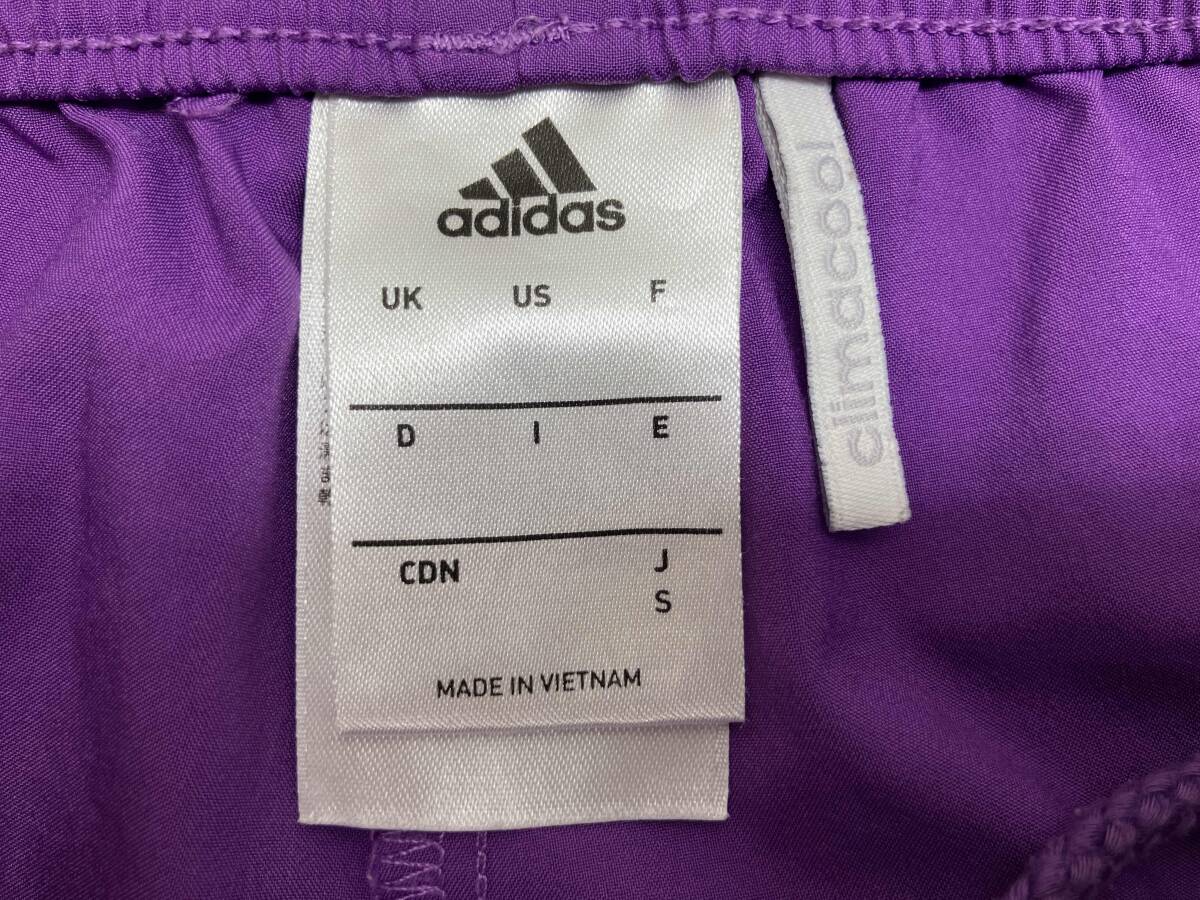 adidas
UK US F
D I E
CDN J
S
MADE IN VIETNAM
climacool